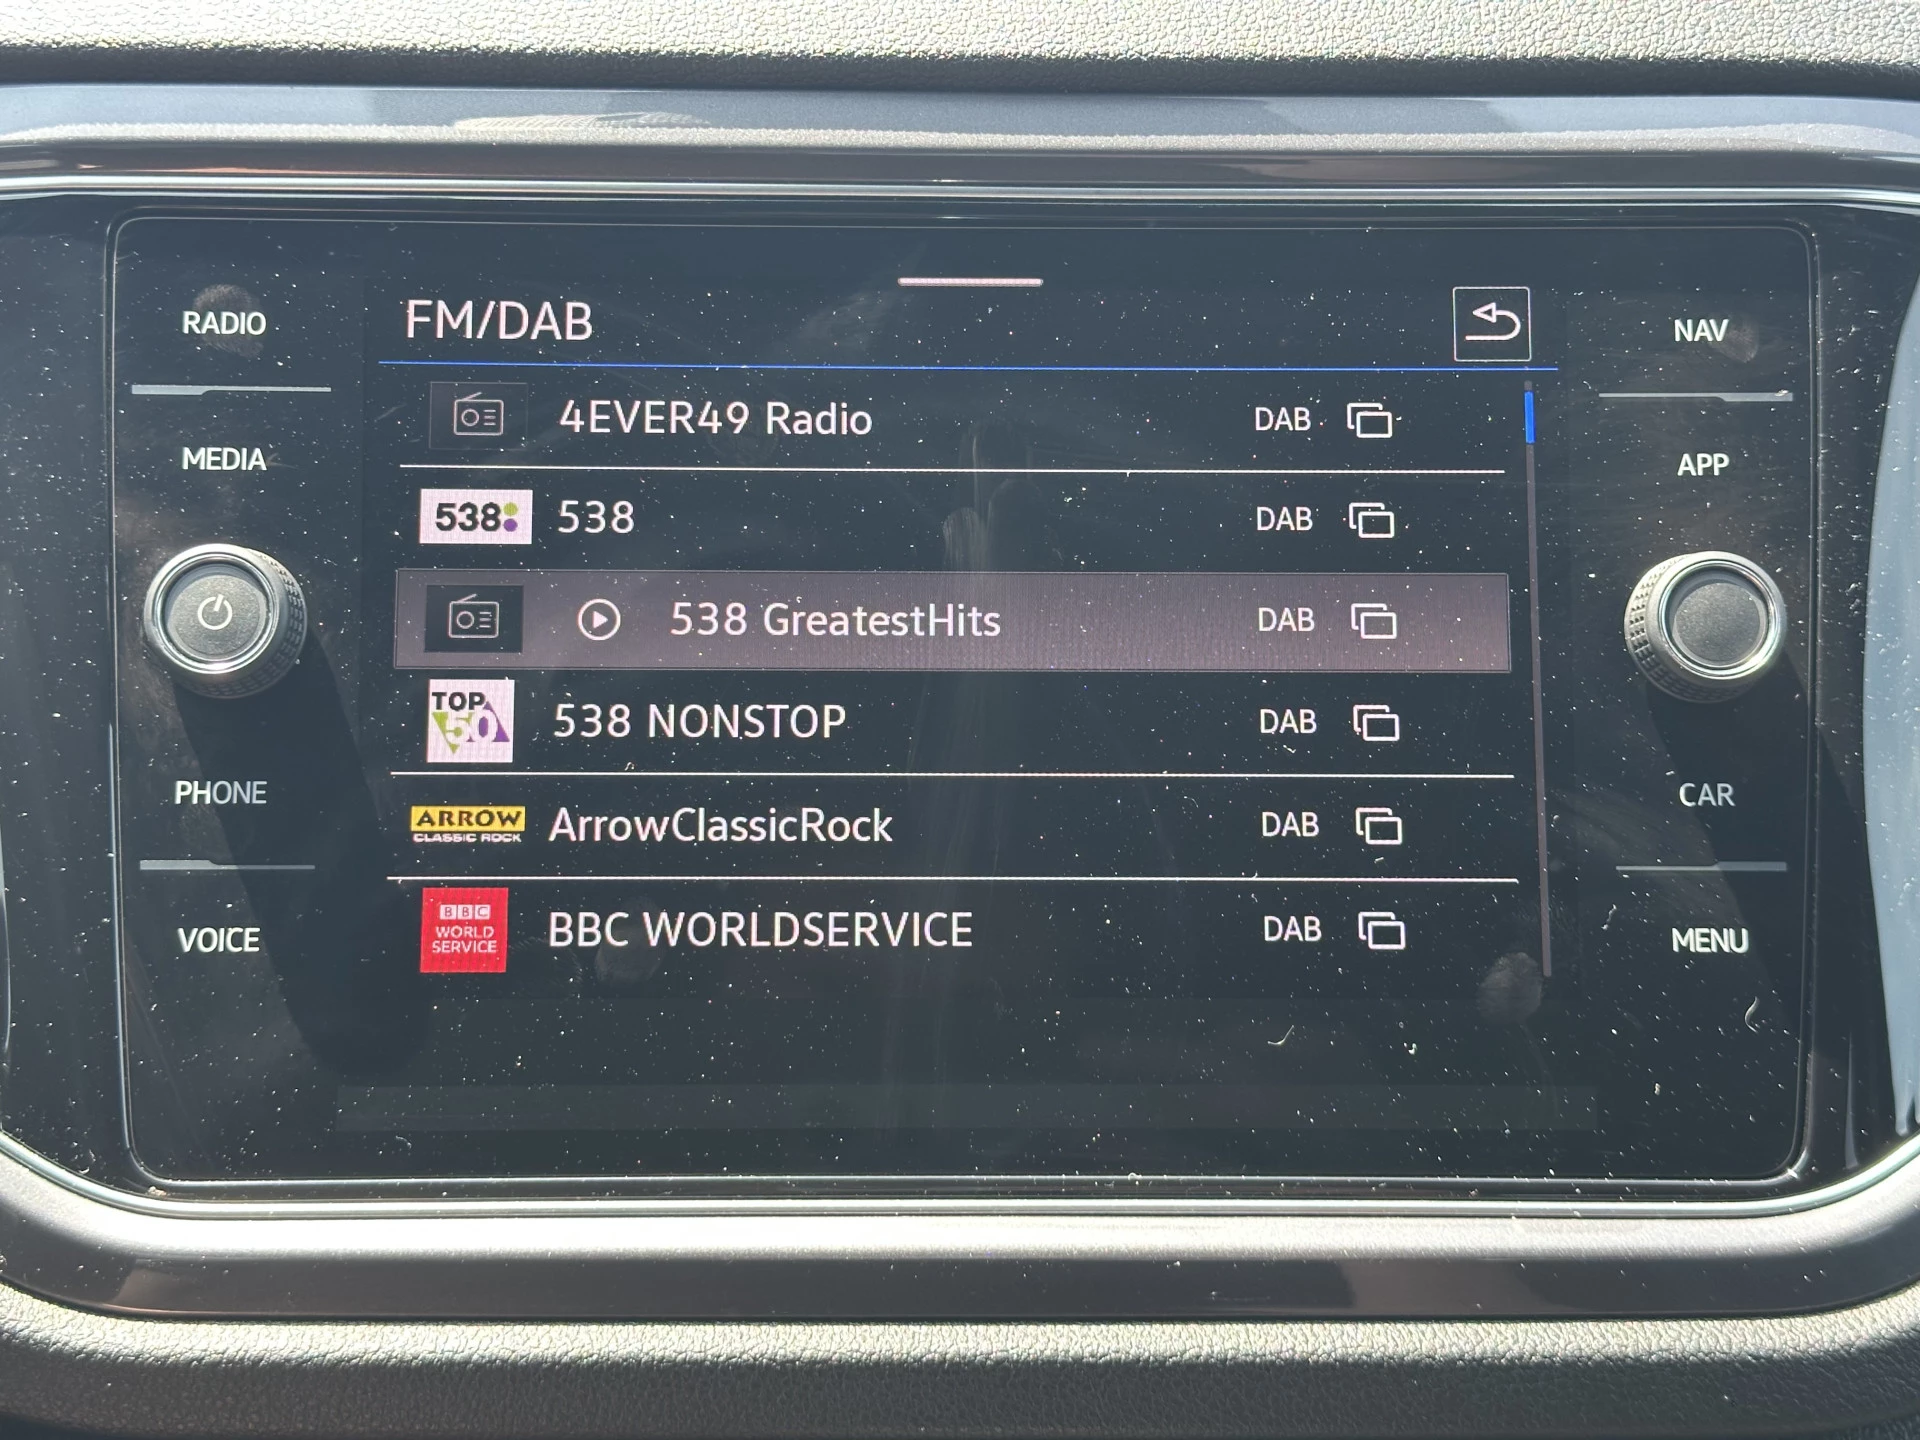 RADIO
FM/DAB
NAV
4EVER49 Radio DAB
MEDIA
APP
538 538 DAB
538 GreatestHits DAB
TOP 50 538 NONSTOP DAB
PHONE
CAR
ARROW
CLASSIC ROCK
ArrowClassicRock DAB
BBC
WORLD
SERVICE
BBC WORLDSERVICE DAB
VOICE
MENU